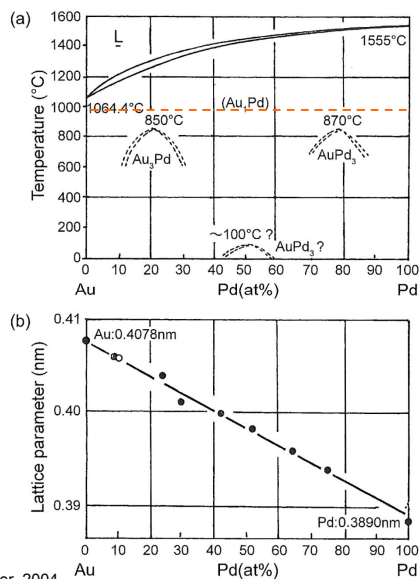 (a)
1600
L
1400
1555°C
1200
1000
1064.4°C
(Au,Pd)
850°C
870°C
800
Au₃Pd
AuPd₃
600
400
200
~100°C ?
AuPd₃ ?
0
0 10 20 30 40 50 60 70 80 90 100
Au Pd(at%) Pd
Temperature (°C)
(b)
0.41
Au:0.4078nm
0.40
0.39
Pd:0.3890nm
0 10 20 30 40 50 60 70 80 90 100
Au Pd(at%) Pd
Lattice parameter (nm)
2004